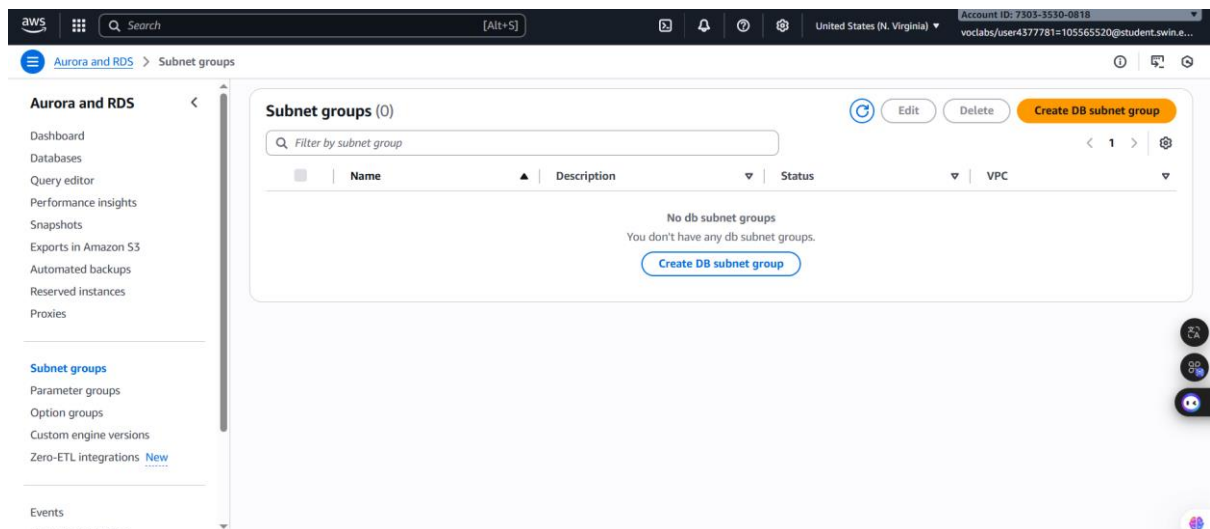 aws
Search
[Alt+S]
United States (N. Virginia)
Account ID: 7303-3530-0818
voclabs/user4377781=105565520@student.swin.e...
Aurora and RDS > Subnet groups
Aurora and RDS
Dashboard
Databases
Query editor
Performance insights
Snapshots
Exports in Amazon S3
Automated backups
Reserved instances
Proxies
Subnet groups
Parameter groups
Option groups
Custom engine versions
Zero-ETL integrations New
Events
Subnet groups (0)
Edit
Delete
Create DB subnet group
Filter by subnet group
1
Name
Description
Status
VPC
No db subnet groups
You don't have any db subnet groups.
Create DB subnet group